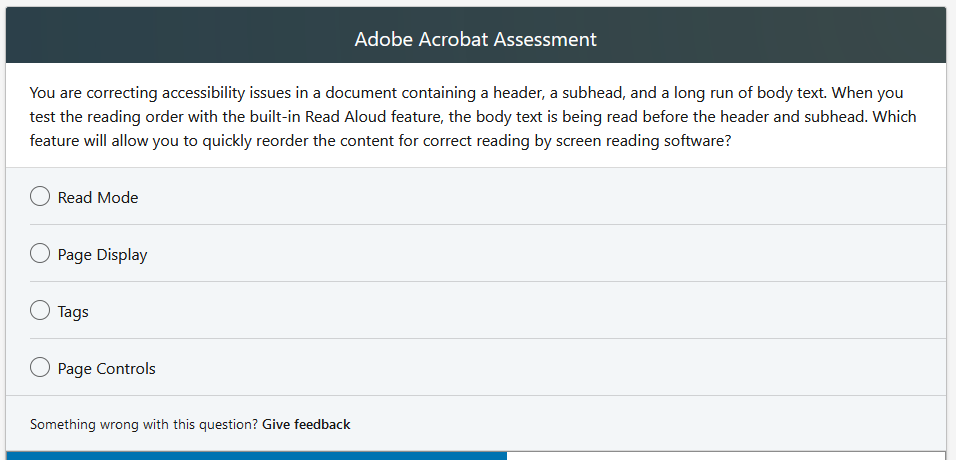 Adobe Acrobat Assessment
You are correcting accessibility issues in a document containing a header, a subhead, and a long run of body text. When you
test the reading order with the built-in Read Aloud feature, the body text is being read before the header and subhead. Which
feature will allow you to quickly reorder the content for correct reading by screen reading software?
Read Mode
Page Display
Tags
Page Controls
Something wrong with this question? Give feedback